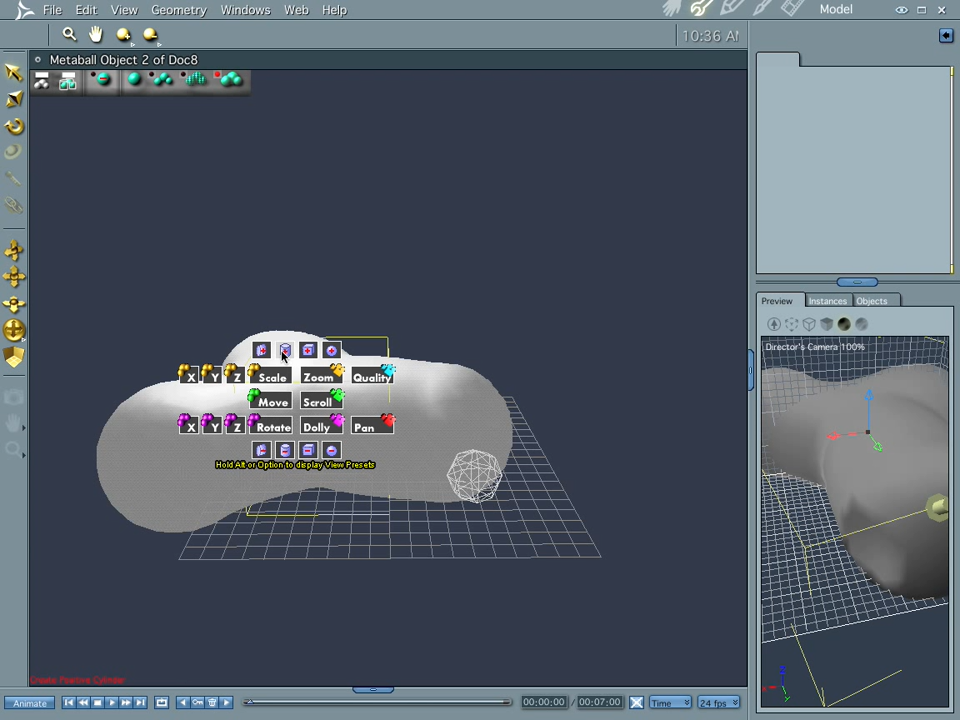 File Edit View Geometry Windows Web Help Model
10:36 AM
Metaball Object 2 of Doc8
X Y Z Scale Zoom Quality
Move Scroll
X Y Z Rotate Dolly Pan
Hold Alt or Option to display View Presets
Preview Instances Objects
Director's Camera 100%
Create Positive Cylinder
Animate 00:00:00 / 00:07:00 Time 24 fps